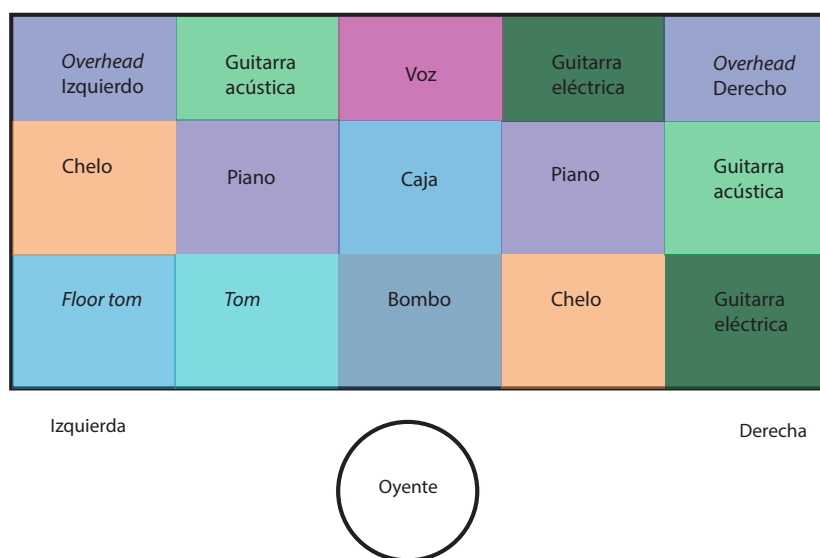 Overhead
Izquierdo
Guitarra
acústica
Voz
Guitarra
eléctrica
Overhead
Derecho
Chelo
Piano
Caja
Piano
Guitarra
acústica
Floor tom
Tom
Bombo
Chelo
Guitarra
eléctrica
Izquierda
Derecha
Oyente